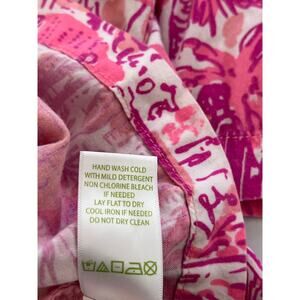 HAND WASH COLD
WITH MILD DETERGENT
NON CHLORINE BLEACH
IF NEEDED
LAY FLAT TO DRY
COOL IRON IF NEEDED
DO NOT DRY CLEAN